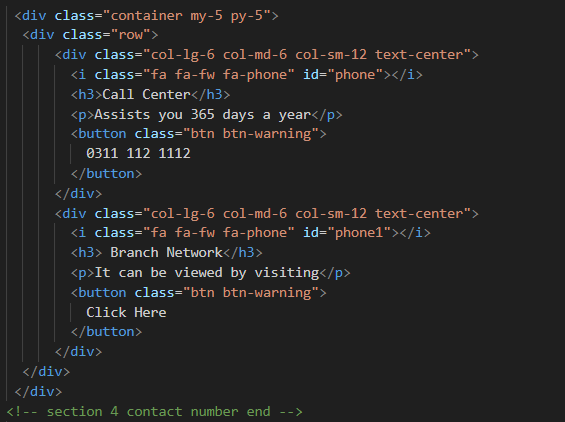 <div class="container my-5 py-5">
<div class="row">
<div class="col-lg-6 col-md-6 col-sm-12 text-center">
<i class="fa fa-fw fa-phone" id="phone"></i>
<h3>Call Center</h3>
<p>Assists you 365 days a year</p>
<button class="btn btn-warning">
0311 112 1112
</button>
</div>
<div class="col-lg-6 col-md-6 col-sm-12 text-center">
<i class="fa fa-fw fa-phone" id="phone1"></i>
<h3> Branch Network</h3>
<p>It can be viewed by visiting</p>
<button class="btn btn-warning">
Click Here
</button>
</div>
</div>
</div>
<!-- section 4 contact number end -->